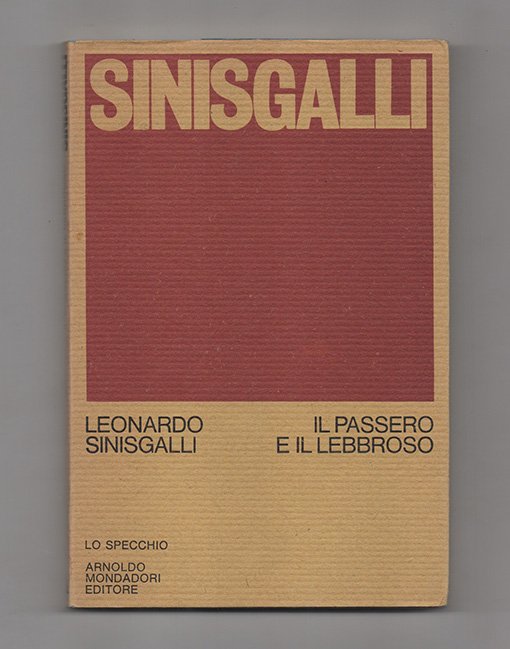 SINISGALLI
LEONARDO
SINISGALLI
IL PASSERO
E IL LEBBROSO
LO SPECCHIO
ARNOLDO
MONDADORI
EDITORE